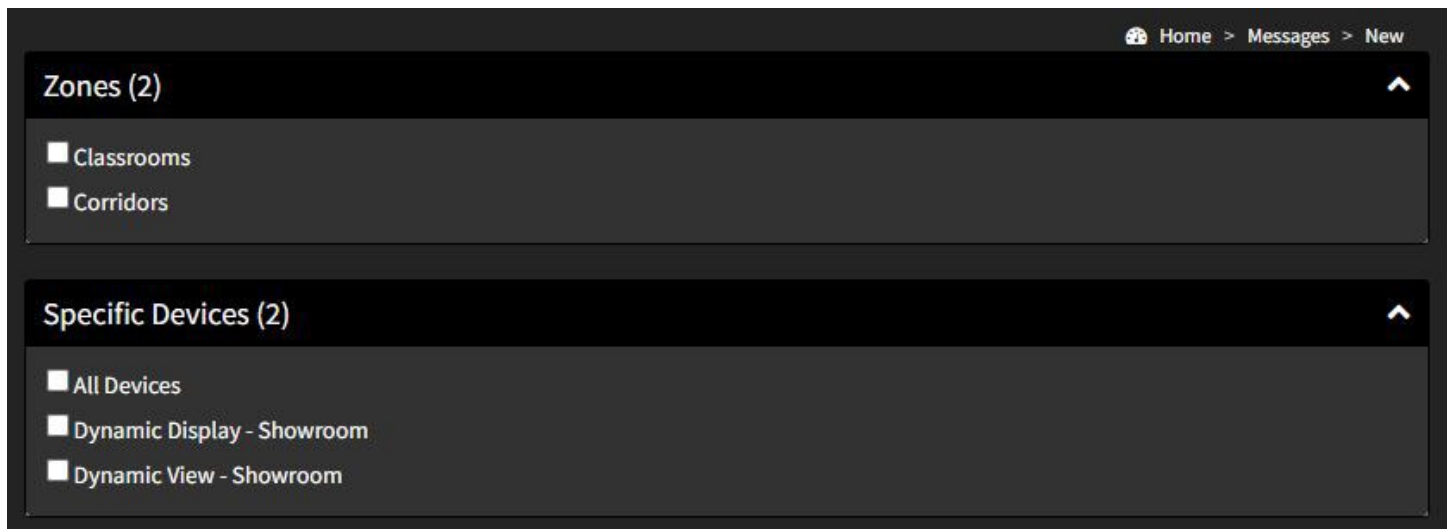 Home > Messages > New
Zones (2)
Classrooms
Corridors
Specific Devices (2)
All Devices
Dynamic Display - Showroom
Dynamic View - Showroom